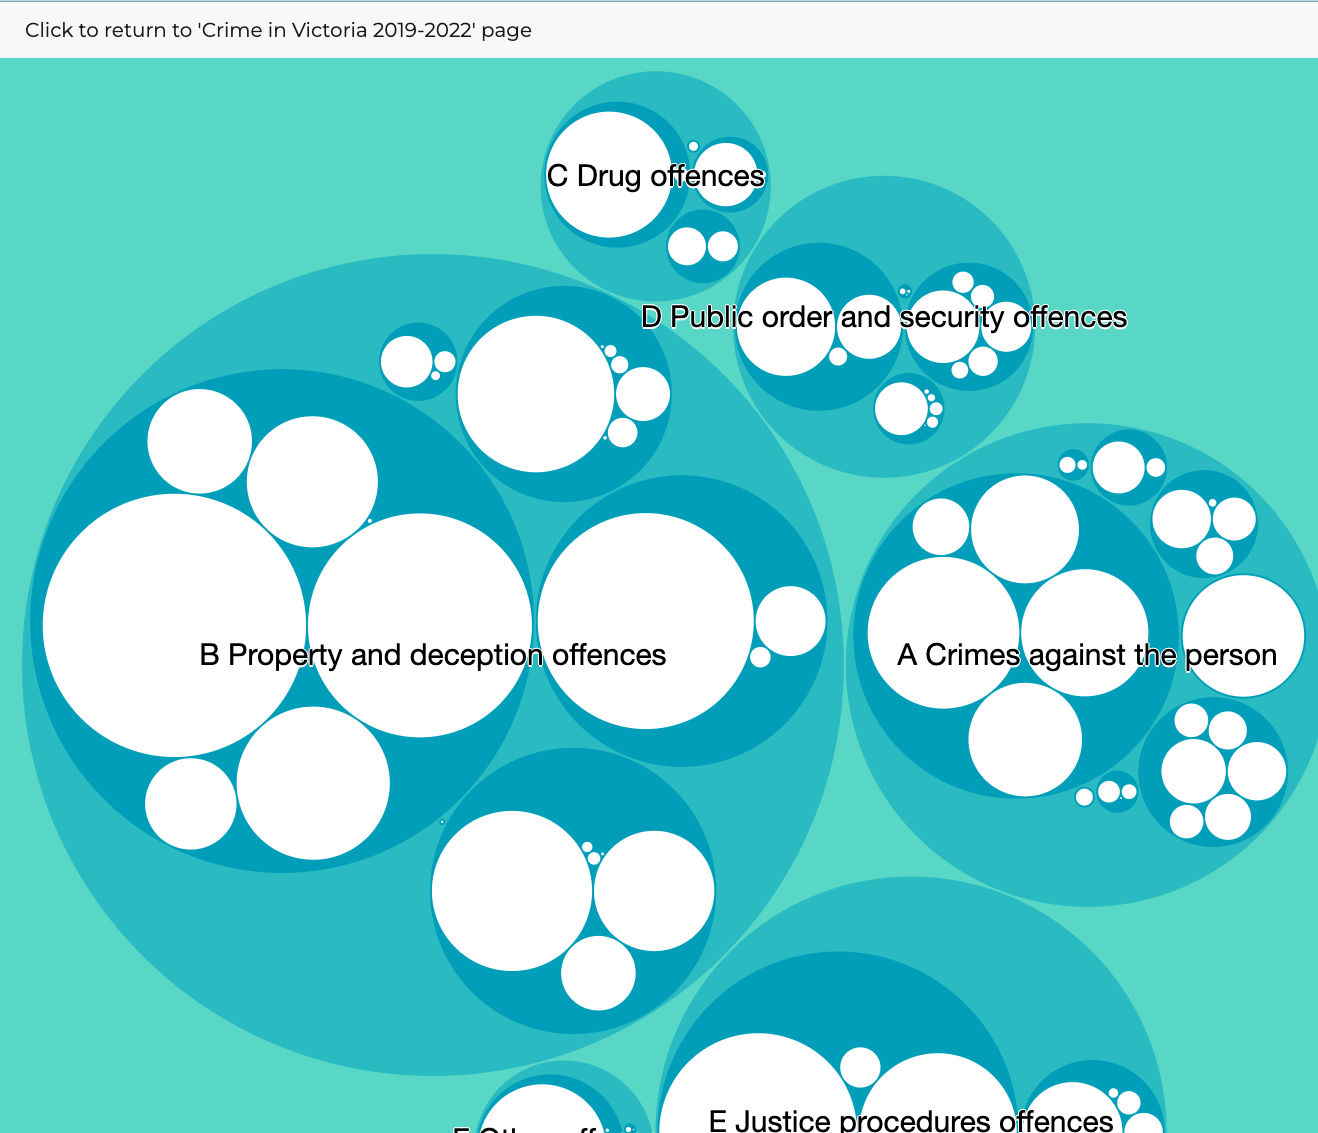 Click to return to 'Crime in Victoria 2019-2022' page
C Drug offences
D Public order and security offences
B Property and deception offences
A Crimes against the person
E Justice procedures offences